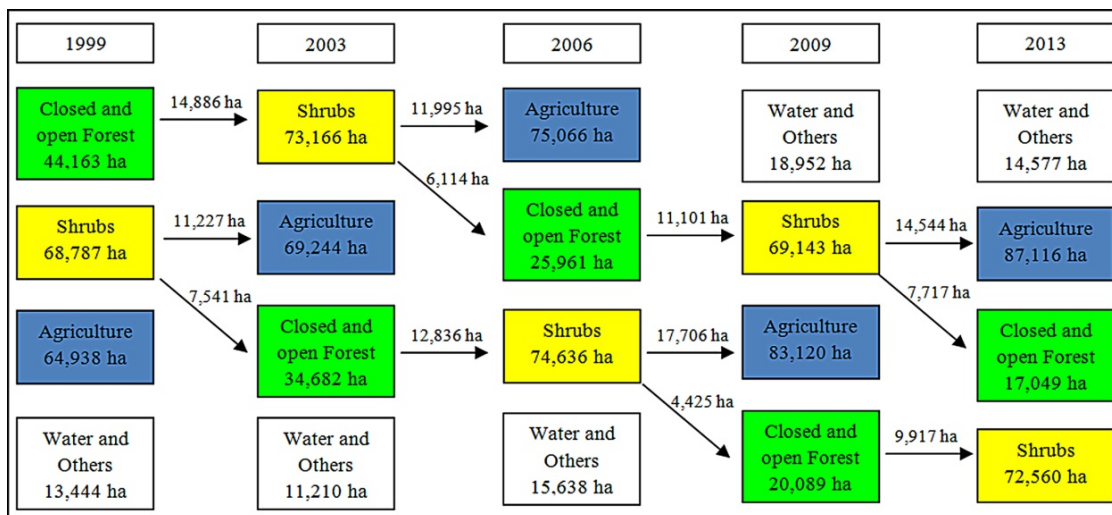 1999
2003
2006
2009
2013
Closed and
open Forest
44,163 ha
14,886 ha
Shrubs
73,166 ha
11,995 ha
Agriculture
75,066 ha
Water and
Others
18,952 ha
Water and
Others
14,577 ha
6,114 ha
Shrubs
68,787 ha
11,227 ha
Agriculture
69,244 ha
Closed and
open Forest
25,961 ha
11,101 ha
Shrubs
69,143 ha
14,544 ha
Agriculture
87,116 ha
7,541 ha
7,717 ha
Agriculture
64,938 ha
Closed and
open Forest
34,682 ha
12,836 ha
Shrubs
74,636 ha
17,706 ha
Agriculture
83,120 ha
Closed and
open Forest
17,049 ha
4,425 ha
Water and
Others
13,444 ha
Water and
Others
11,210 ha
Water and
Others
15,638 ha
Closed and
open Forest
20,089 ha
9,917 ha
Shrubs
72,560 ha